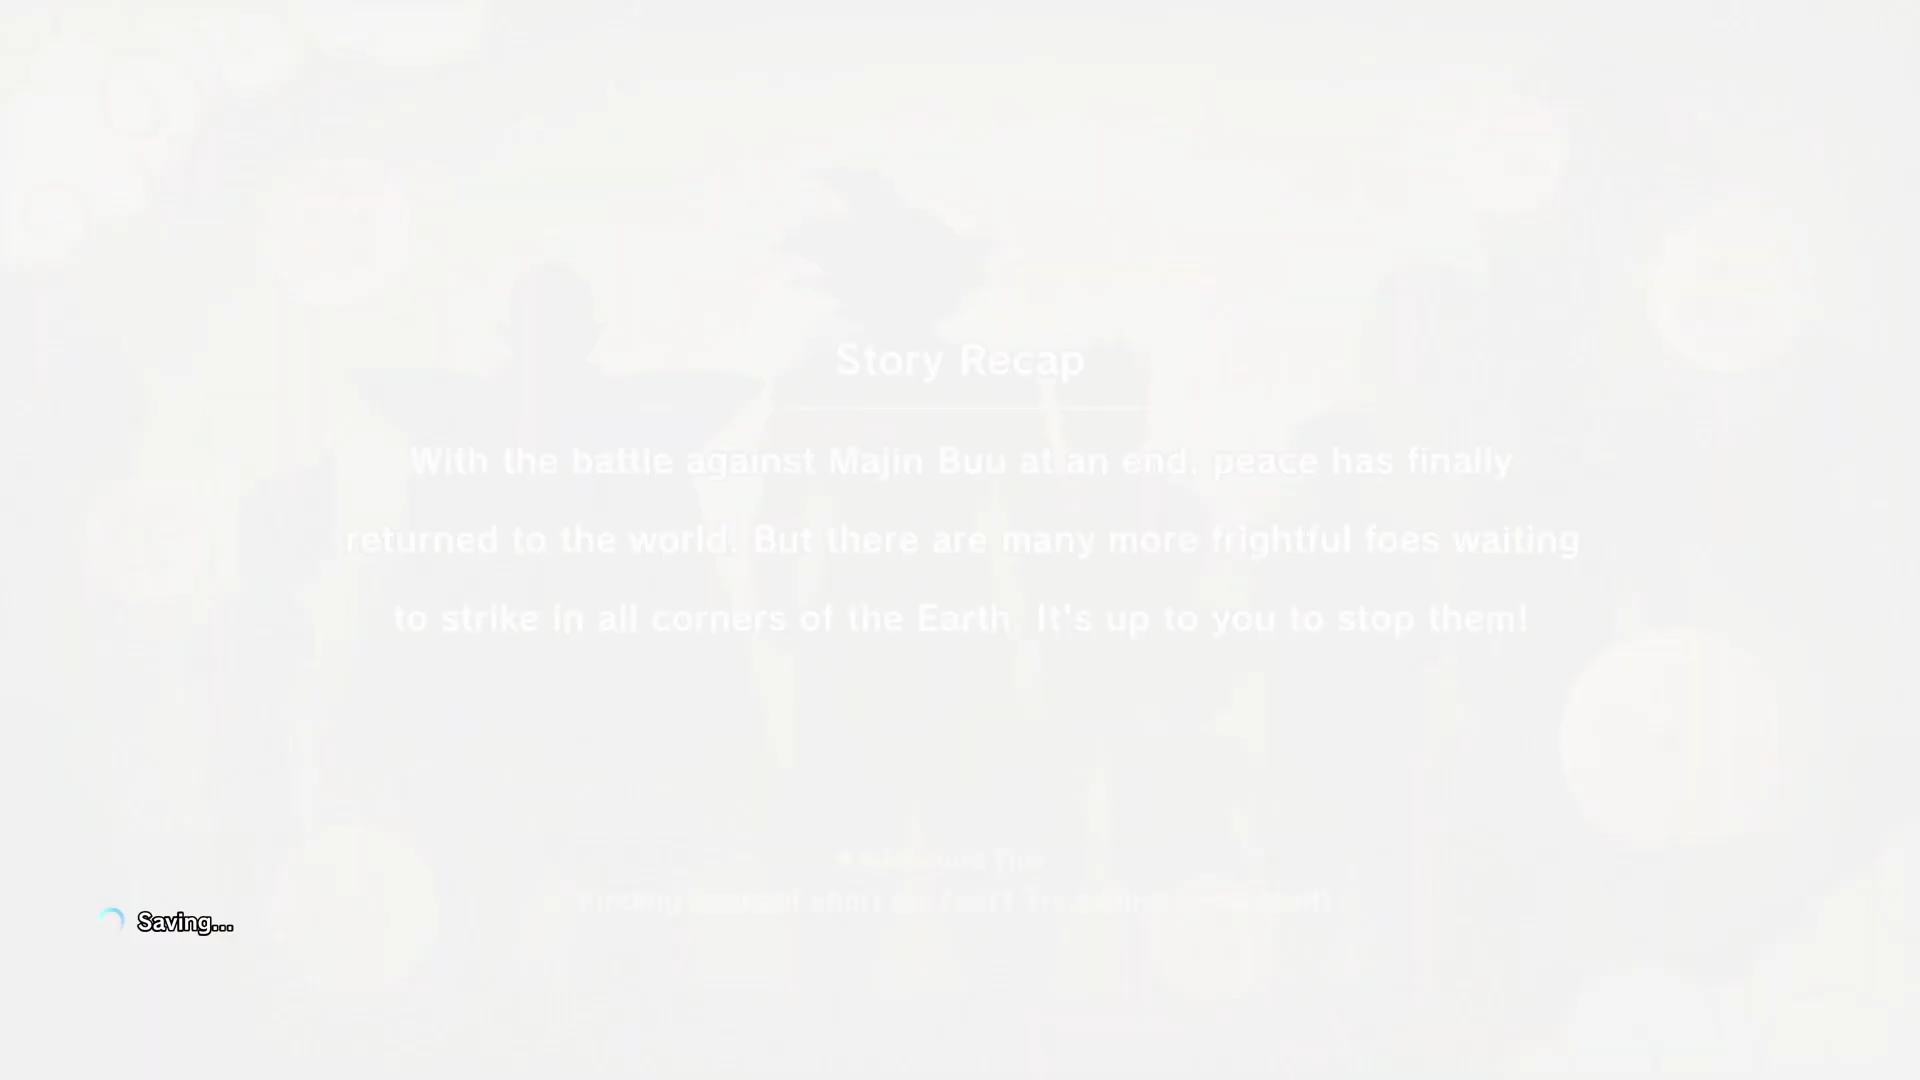 Story Recap
With the battle against Majin Buu at an end, peace has finally
returned to the world. But there are many more frightful foes waiting
to strike in all corners of the Earth. It's up to you to stop them!
Saving...